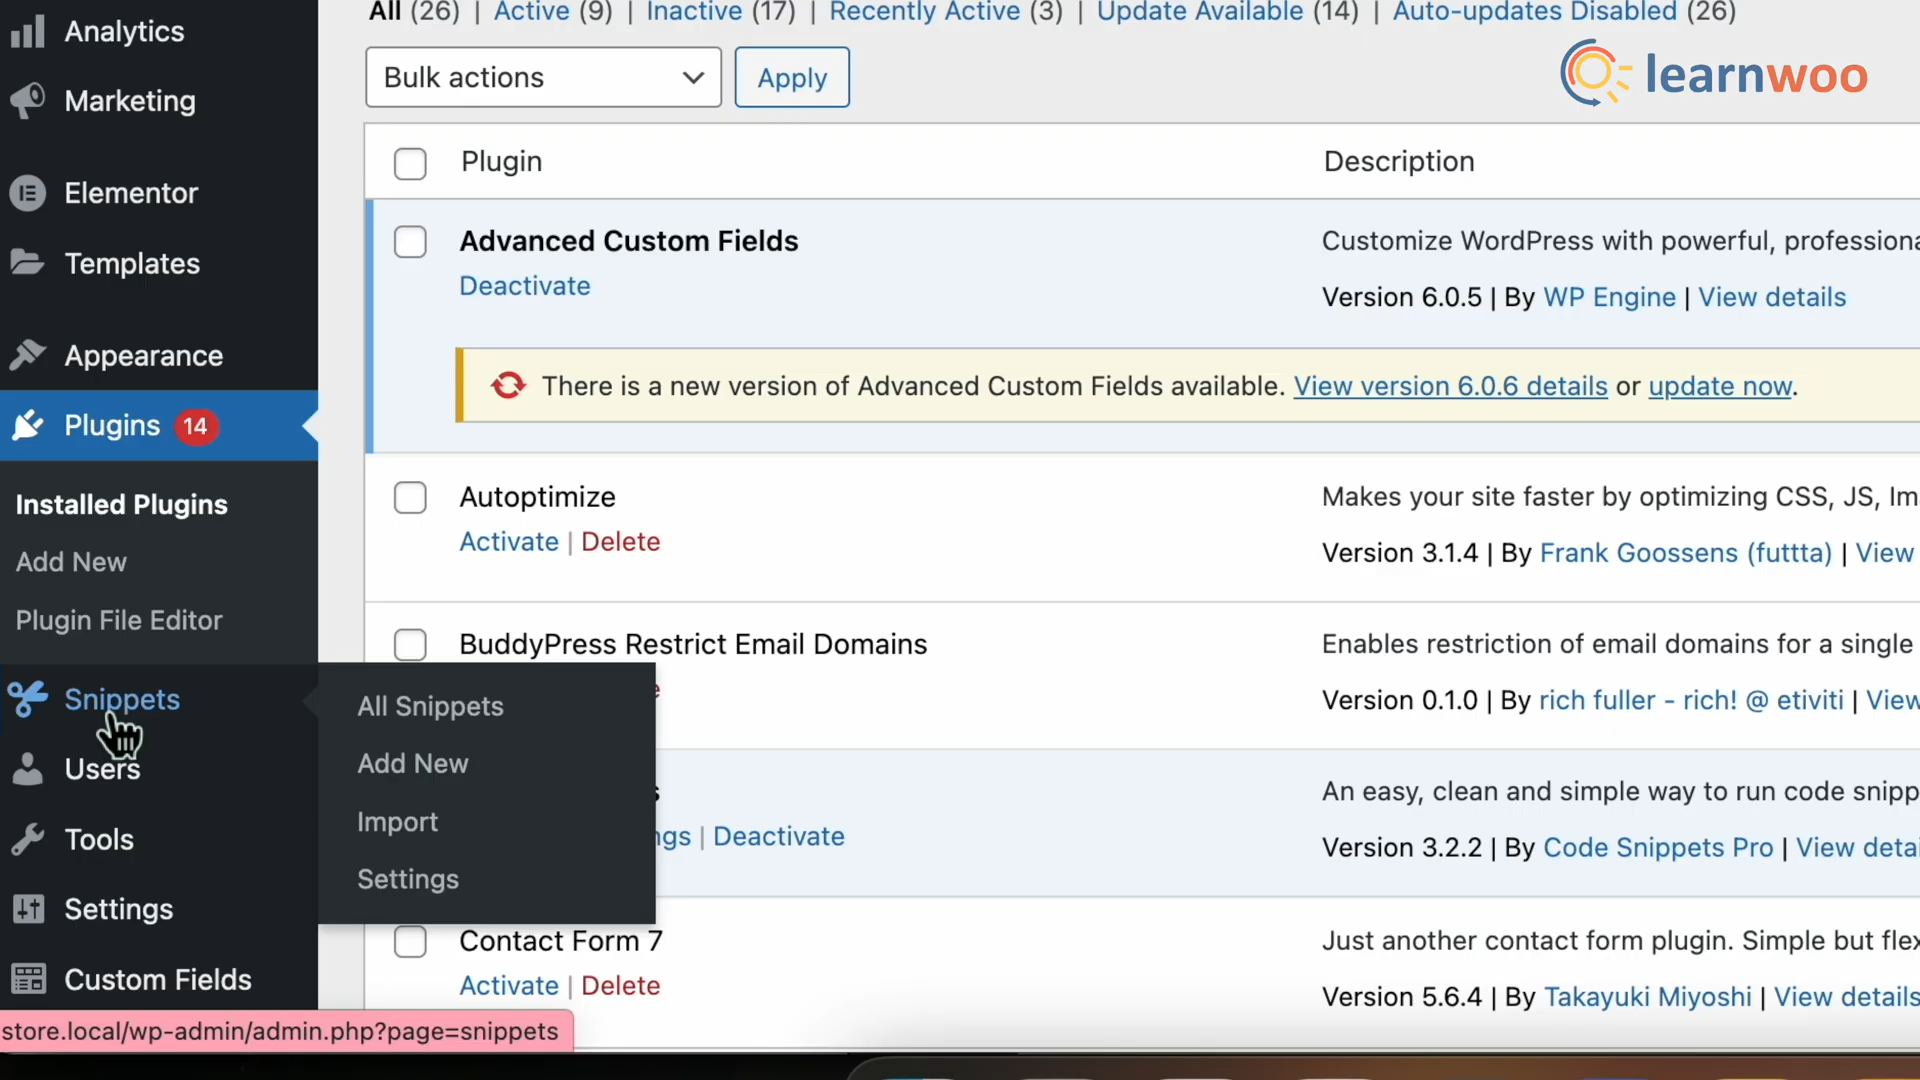 Analytics
Marketing
Elementor
Templates
Appearance
Plugins 14
Installed Plugins
Add New
Plugin File Editor
Snippets
Users
Tools
Settings
Custom Fields
All Snippets
Add New
Import
Settings
store.local/wp-admin/admin.php?page=snippets
All (26) | Active (9) | Inactive (17) | Recently Active (3) | Update Available (14) | Auto-updates Disabled (26)
learnwoo
Bulk actions Apply
Plugin Description
Advanced Custom Fields Customize WordPress with powerful,
Deactivate
Version 6.0.5 | By WP Engine | View details
There is a new version of Advanced Custom Fields available. View version 6.0.6 details or update now.
Autoptimize Makes your site faster by optimizing CSS, JS,
Activate | Delete
Version 3.1.4 | By Frank Goossens (futtta) | View
BuddyPress Restrict Email Domains Enables restriction of email domains for a single
Version 0.1.0 | By rich fuller - rich! @ etiviti | View
An easy, clean and simple way to run code
| Deactivate
Version 3.2.2 | By Code Snippets Pro | View
Contact Form 7 Just another contact form plugin. Simple but
Activate | Delete
Version 5.6.4 | By Takayuki Miyoshi | View details